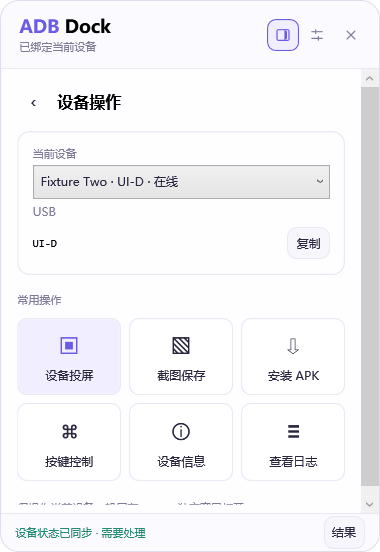 ADB Dock
已绑定当前设备
设备操作
当前设备
Fixture Two · UI-D · 在线
USB
UI-D
复制
常用操作
设备投屏
截图保存
安装 APK
按键控制
设备信息
查看日志
设备状态已同步 · 需要处理
结果